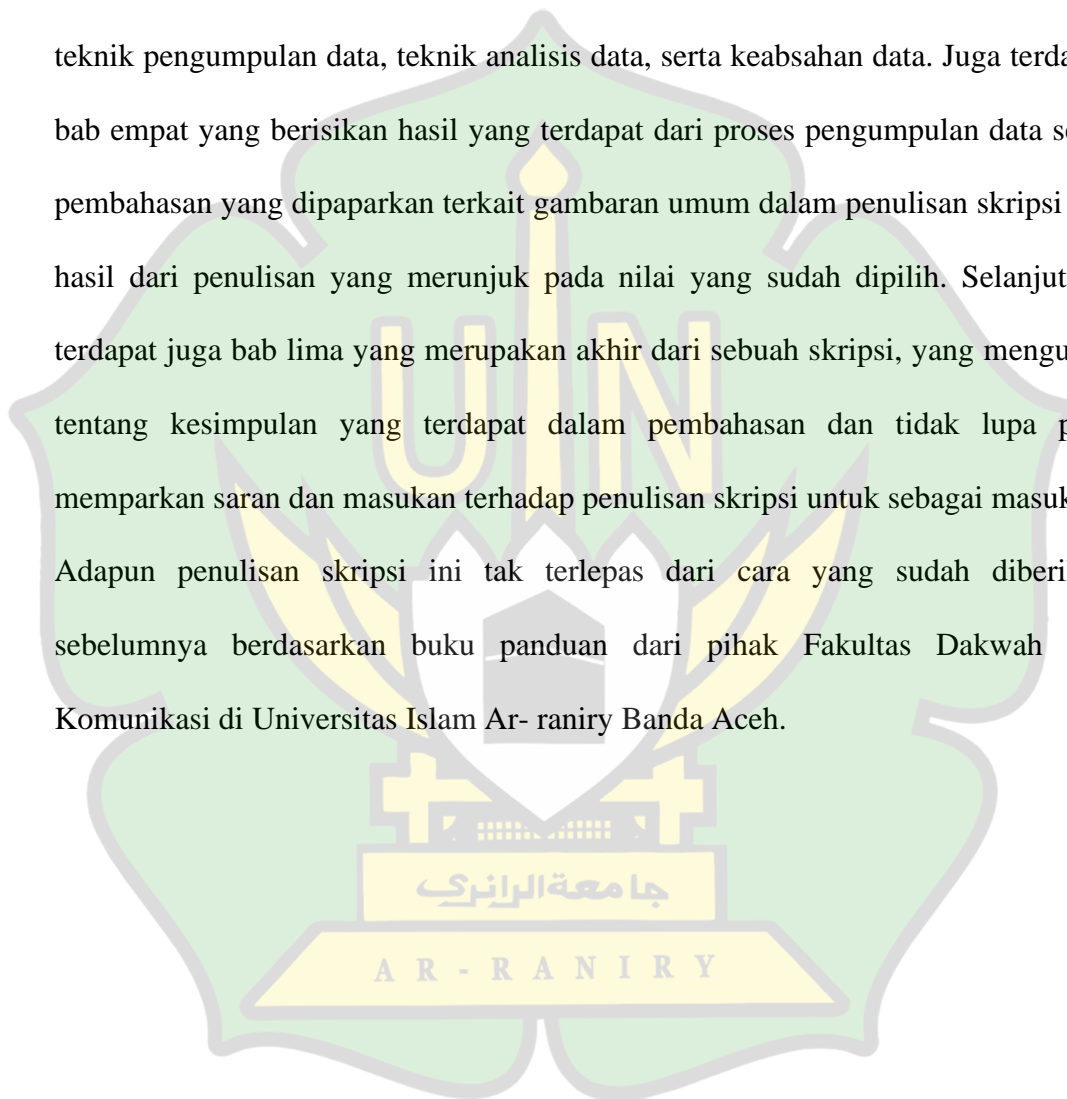 teknik pengumpulan data, teknik analisis data, serta keabsahan data. Juga terda
bab empat yang berisikan hasil yang terdapat dari proses pengumpulan data se
pembahasan yang dipaparkan terkait gambaran umum dalam penulisan skripsi
hasil dari penulisan yang merunjuk pada nilai yang sudah dipilih. Selanjut
terdapat juga bab lima yang merupakan akhir dari sebuah skripsi, yang mengu
tentang kesimpulan yang terdapat dalam pembahasan dan tidak lupa p
memparkan saran dan masukan terhadap penulisan skripsi untuk sebagai masuk
Adapun penulisan skripsi ini tak terlepas dari cara yang sudah diberi
sebelumnya berdasarkan buku panduan dari pihak Fakultas Dakwah
Komunikasi di Universitas Islam Ar- raniry Banda Aceh.
UIN
جامعة الرانري
AR-RANIRY